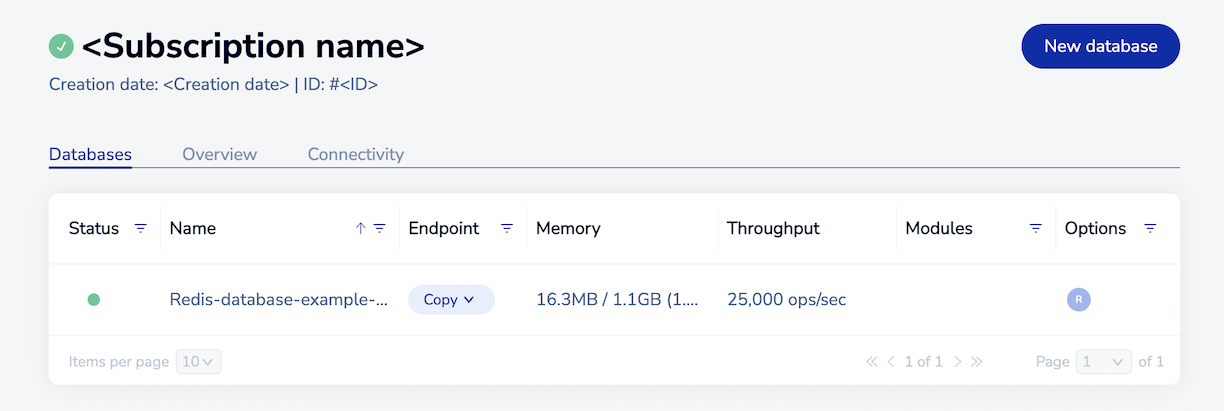 <Subscription name>
New database
Creation date: <Creation date> | ID: #<ID>
Databases Overview Connectivity
Status Name Endpoint Memory Throughput Modules Options
Redis-database-example-... Copy 16.3MB / 1.1GB (1.... 25,000 ops/sec R
Items per page 10 1 of 1 Page 1 of 1